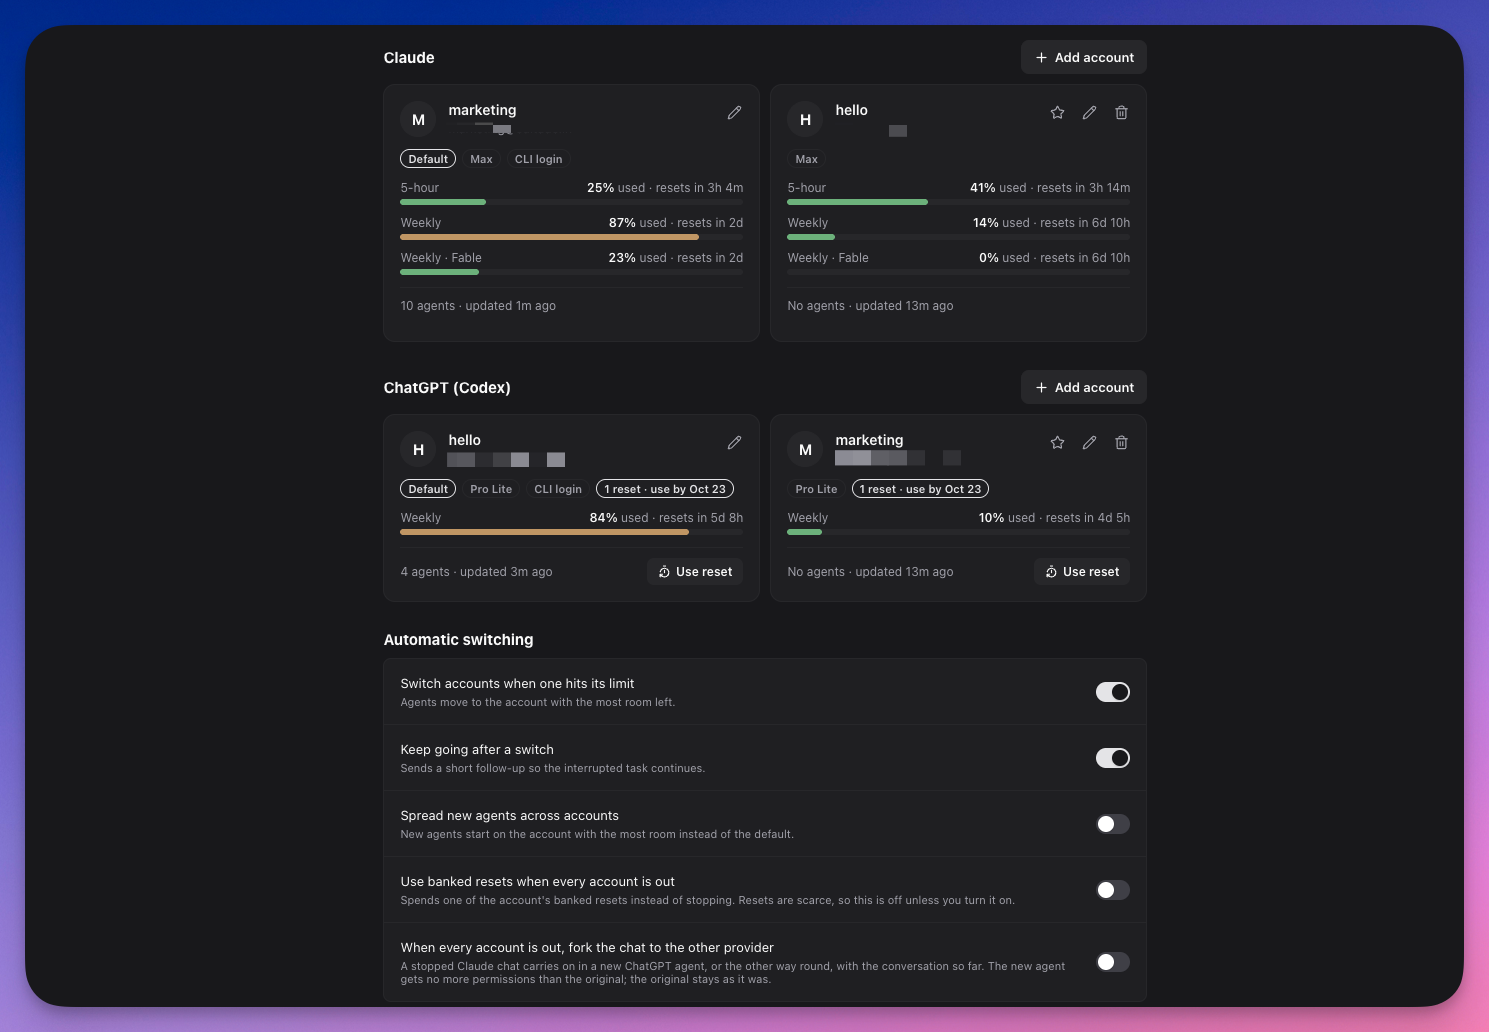 Claude
+ Add account
M
marketing
Default Max CLI login
5-hour 25% used · resets in 3h 4m
Weekly 87% used · resets in 2d
Weekly · Fable 23% used · resets in 2d
10 agents · updated 1m ago
H
hello
Max
5-hour 41% used · resets in 3h 14m
Weekly 14% used · resets in 6d 10h
Weekly · Fable 0% used · resets in 6d 10h
No agents · updated 13m ago
ChatGPT (Codex)
+ Add account
H
hello
Default Pro Lite CLI login 1 reset · use by Oct 23
Weekly 84% used · resets in 5d 8h
4 agents · updated 3m ago Use reset
M
marketing
Pro Lite 1 reset · use by Oct 23
Weekly 10% used · resets in 4d 5h
No agents · updated 13m ago Use reset
Automatic switching
Switch accounts when one hits its limit
Agents move to the account with the most room left.
Keep going after a switch
Sends a short follow-up so the interrupted task continues.
Spread new agents across accounts
New agents start on the account with the most room instead of the default.
Use banked resets when every account is out
Spends one of the account's banked resets instead of stopping. Resets are scarce, so this is off unless you turn it on.
When every account is out, fork the chat to the other provider
A stopped Claude chat carries on in a new ChatGPT agent, or the other way round, with the conversation so far. The new agent
gets no more permissions than the original; the original stays as it was.